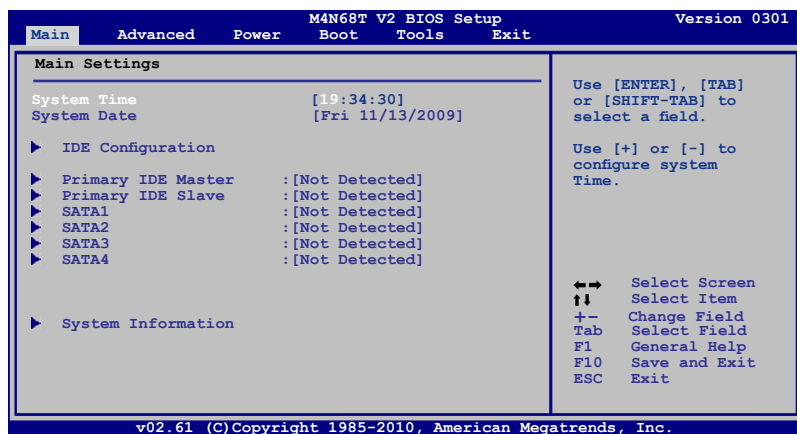 M4N68T V2 BIOS Setup Version 0301
Main Advanced Power Boot Tools Exit
Main Settings
System Time [19:34:30]
System Date [Fri 11/13/2009]
IDE Configuration
Primary IDE Master :[Not Detected]
Primary IDE Slave :[Not Detected]
SATA1 :[Not Detected]
SATA2 :[Not Detected]
SATA3 :[Not Detected]
SATA4 :[Not Detected]
System Information
Use [ENTER], [TAB]
or [SHIFT-TAB] to
select a field.
Use [+] or [-] to
configure system
Time.
←→ Select Screen
↑↓ Select Item
+- Change Field
Tab Select Field
F1 General Help
F10 Save and Exit
ESC Exit
v02.61 (C)Copyright 1985-2010, American Megatrends, Inc.